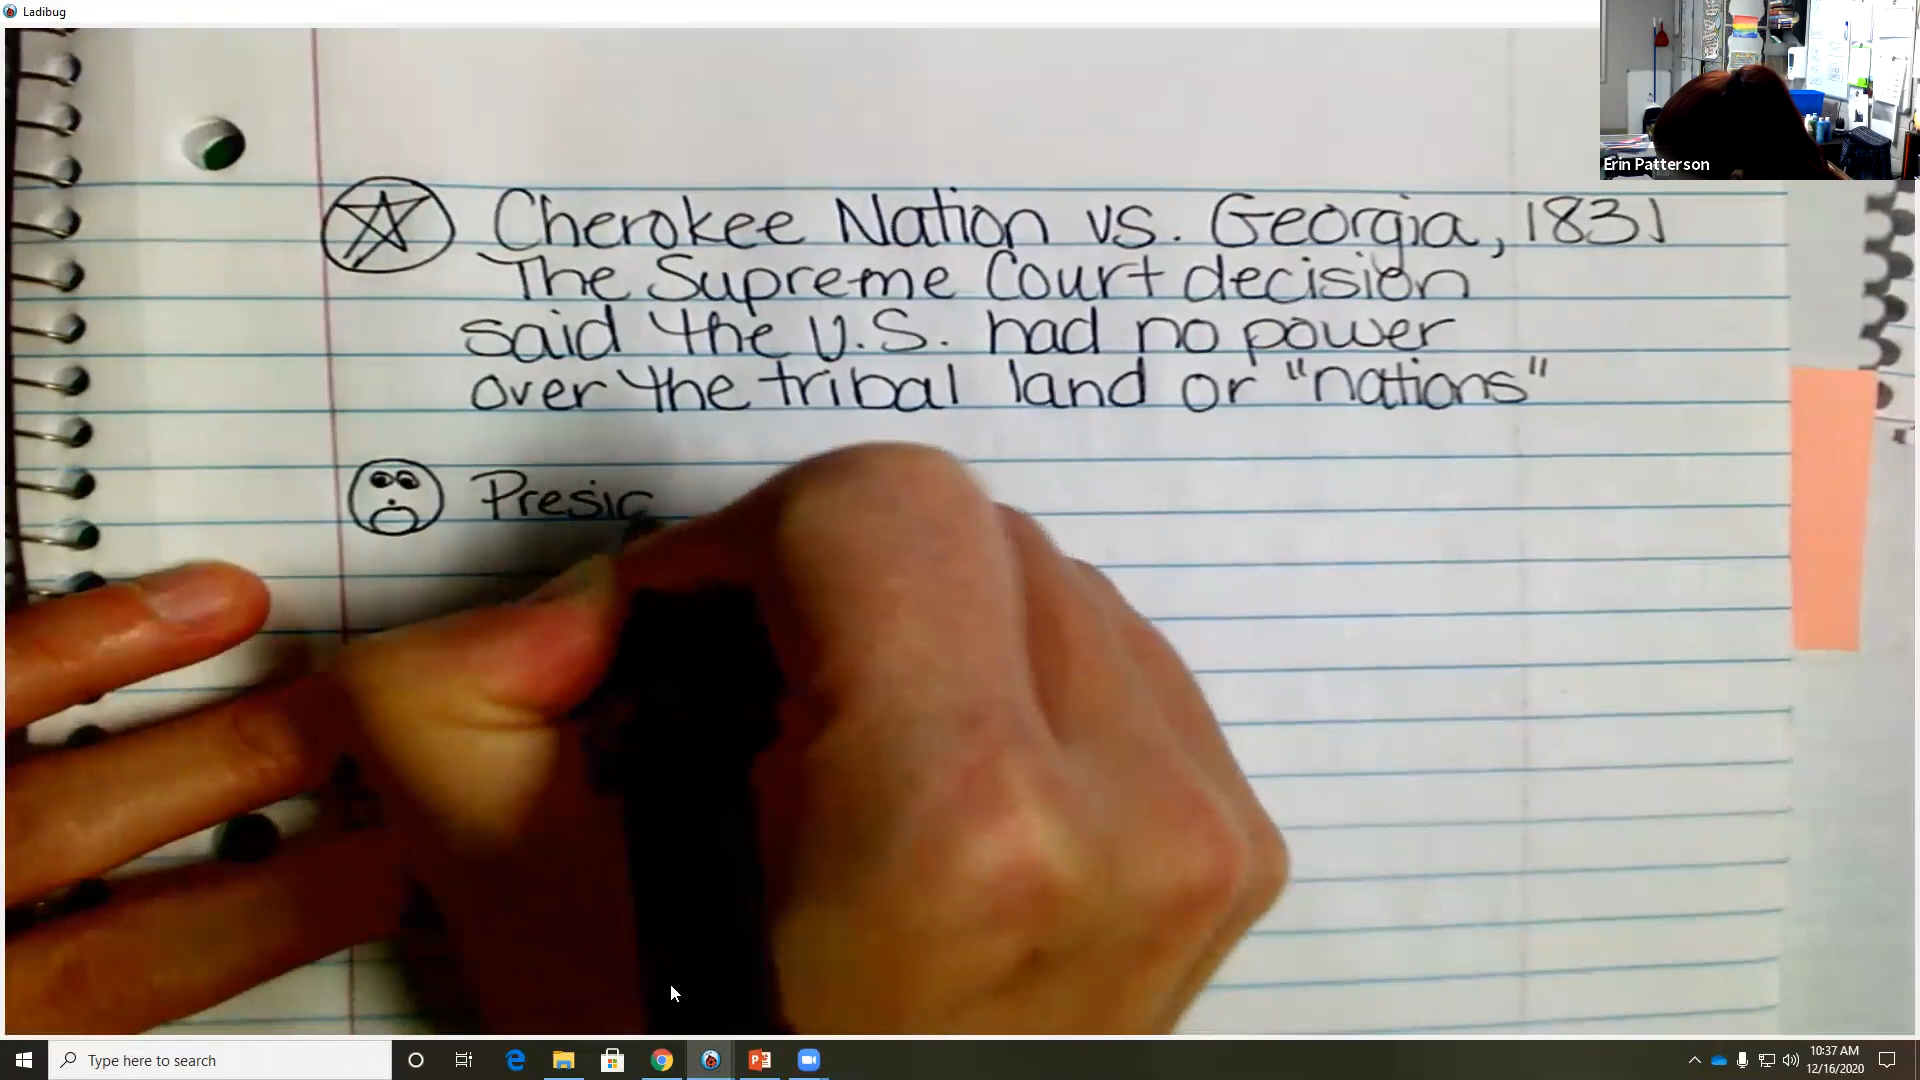 Ladibug
Erin Patterson
Cherokee Nation vs. Georgia, 1831
The Supreme Court decision
said the U.S. had no power
over the tribal land or "nations"
Presid
Type here to search
10:37 AM
12/16/2020